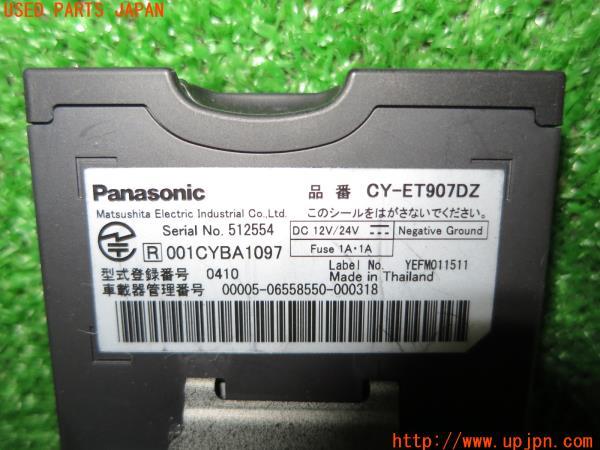 USED PARTS JAPAN
Panasonic 品番 CY-ET907DZ
Matsushita Electric Industrial Co.,Ltd. このシールをはがさないでください。
Serial No. 512554 DC 12V/24V Negative Ground
R 001CYBA1097 Fuse 1A・1A
Label No. YEFM011511
型式登録番号 0410 Made in Thailand
車載器管理番号 00005-06558550-000318
http://www.upjpn.com